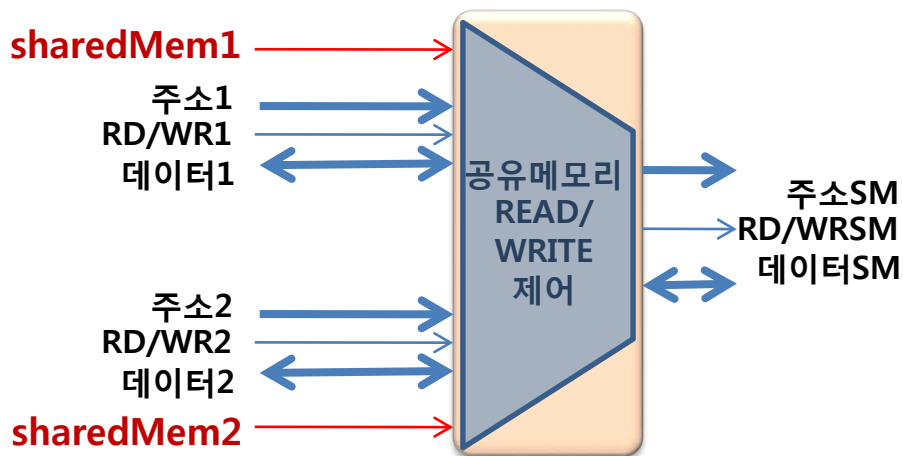 sharedMem1
주소1
RD/WR1
데이터1
공유메모리
READ/
WRITE
제어
주소SM
RD/WRSM
데이터SM
주소2
RD/WR2
데이터2
sharedMem2